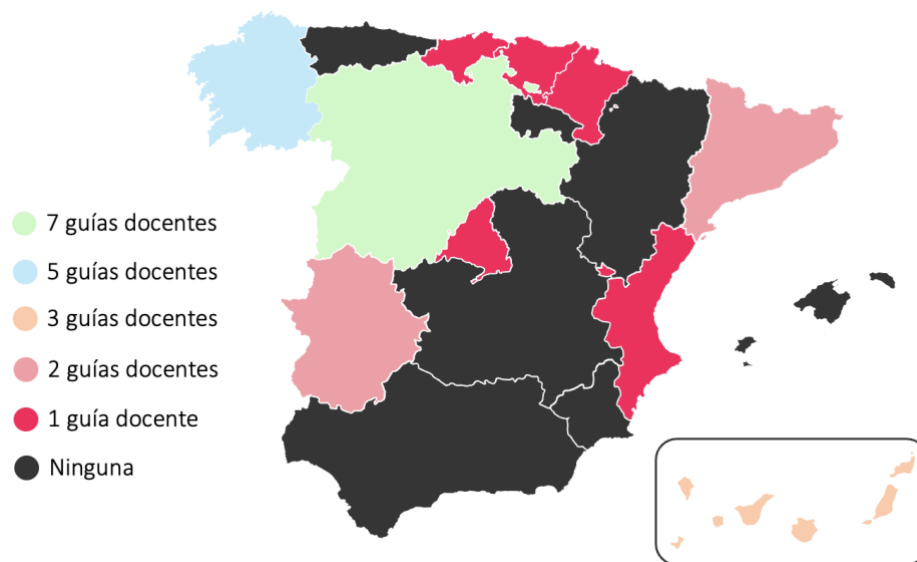 7 guías docentes
5 guías docentes
3 guías docentes
2 guías docentes
1 guía docente
Ninguna